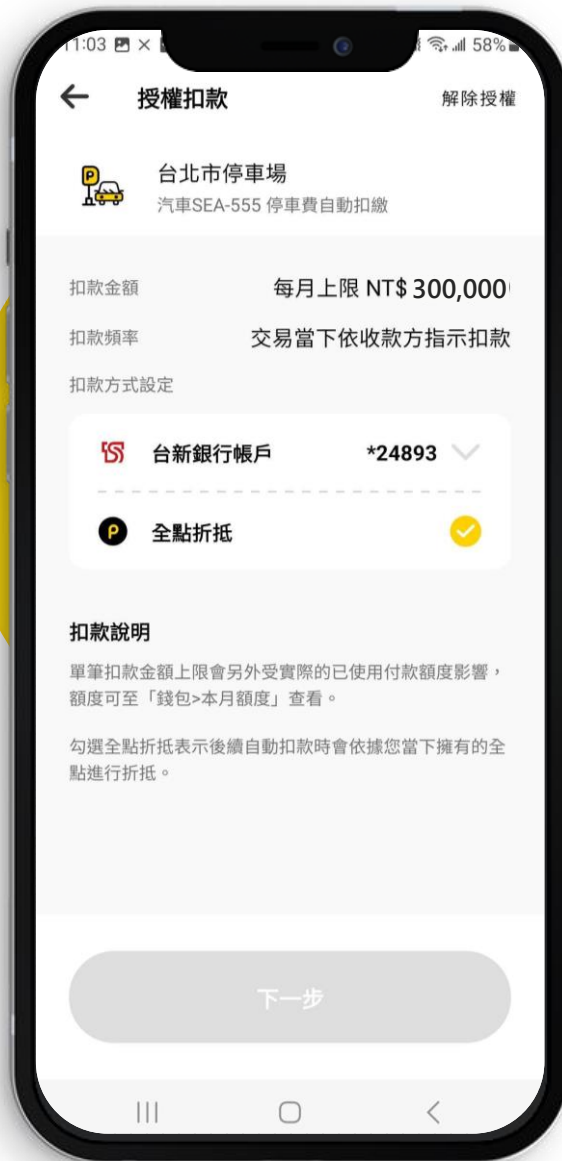 11:03
58%
授權扣款
解除授權
P
台北市停車場
汽車SEA-555 停車費自動扣繳
扣款金額
每月上限 NT$ 300,000
扣款頻率
交易當下依收款方指示扣款
扣款方式設定
台新銀行帳戶
*24893
P
全點折抵
扣款說明
單筆扣款金額上限會另外受實際的已使用付款額度影響，
額度可至「錢包>本月額度」查看。
勾選全點折抵表示後續自動扣款時會依據您當下擁有的全
點進行折抵。
下一步